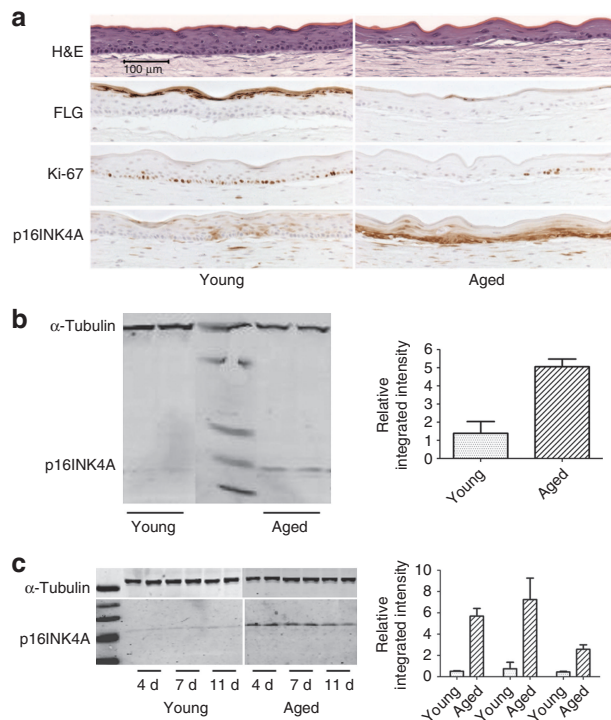 a
H&E
100 μm
FLG
Ki-67
p16INK4A
Young Aged
b
α-Tubulin
p16INK4A
Young Aged
Relative
integrated intensity
6
5
4
3
2
1
0
Young Aged
c
α-Tubulin
p16INK4A
4 d 7 d 11 d 4 d 7 d 11 d
Young Aged
Relative
integrated intensity
10
8
6
4
2
0
Young Aged Young Aged Young Aged